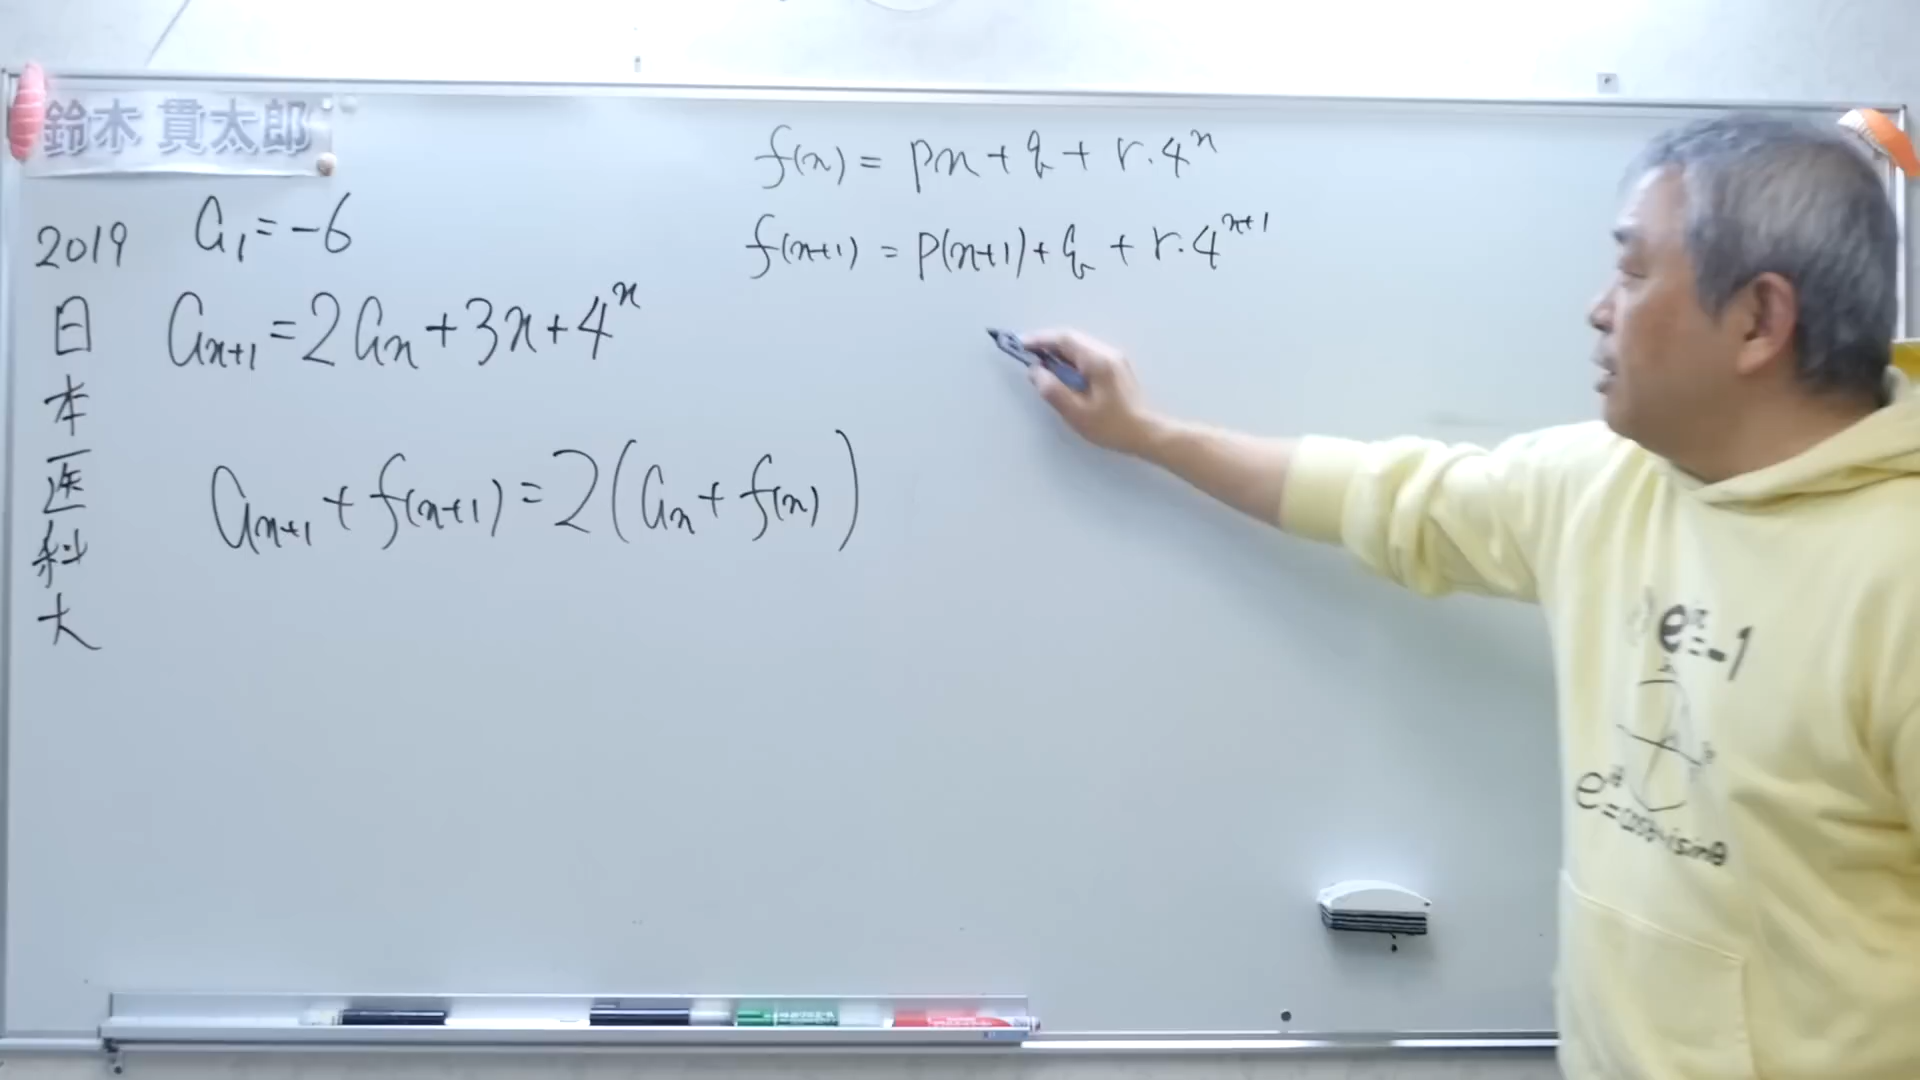 鈴木 貫太郎
2019
日本医科大
a₁=-6
aₙ₊₁=2aₙ+3n+4ⁿ
aₙ₊₁+f(n+1)=2(aₙ+f(n))
f(n)=pn+q+r·4ⁿ
f(n+1)=p(n+1)+q+r·4ⁿ⁺¹